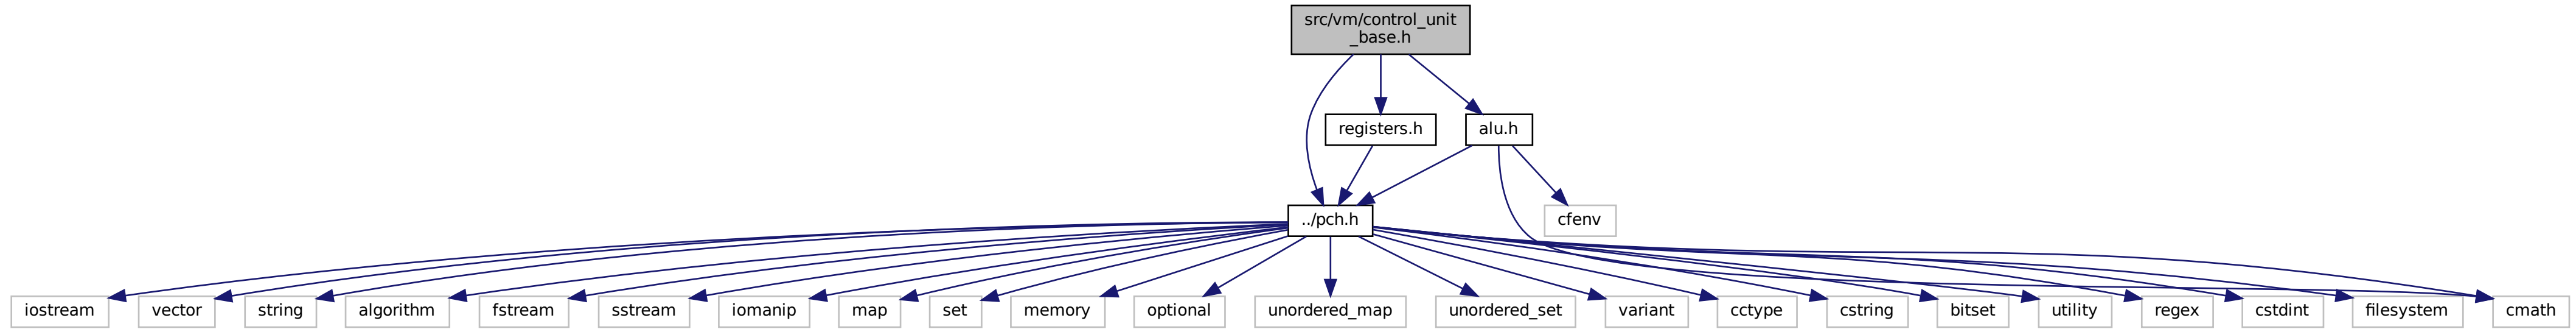 src/vm/control_unit
_base.h
registers.h
alu.h
../pch.h
cfenv
iostream
vector
string
algorithm
fstream
sstream
iomanip
map
set
memory
optional
unordered_map
unordered_set
variant
cctype
cstring
bitset
utility
regex
cstdint
filesystem
cmath